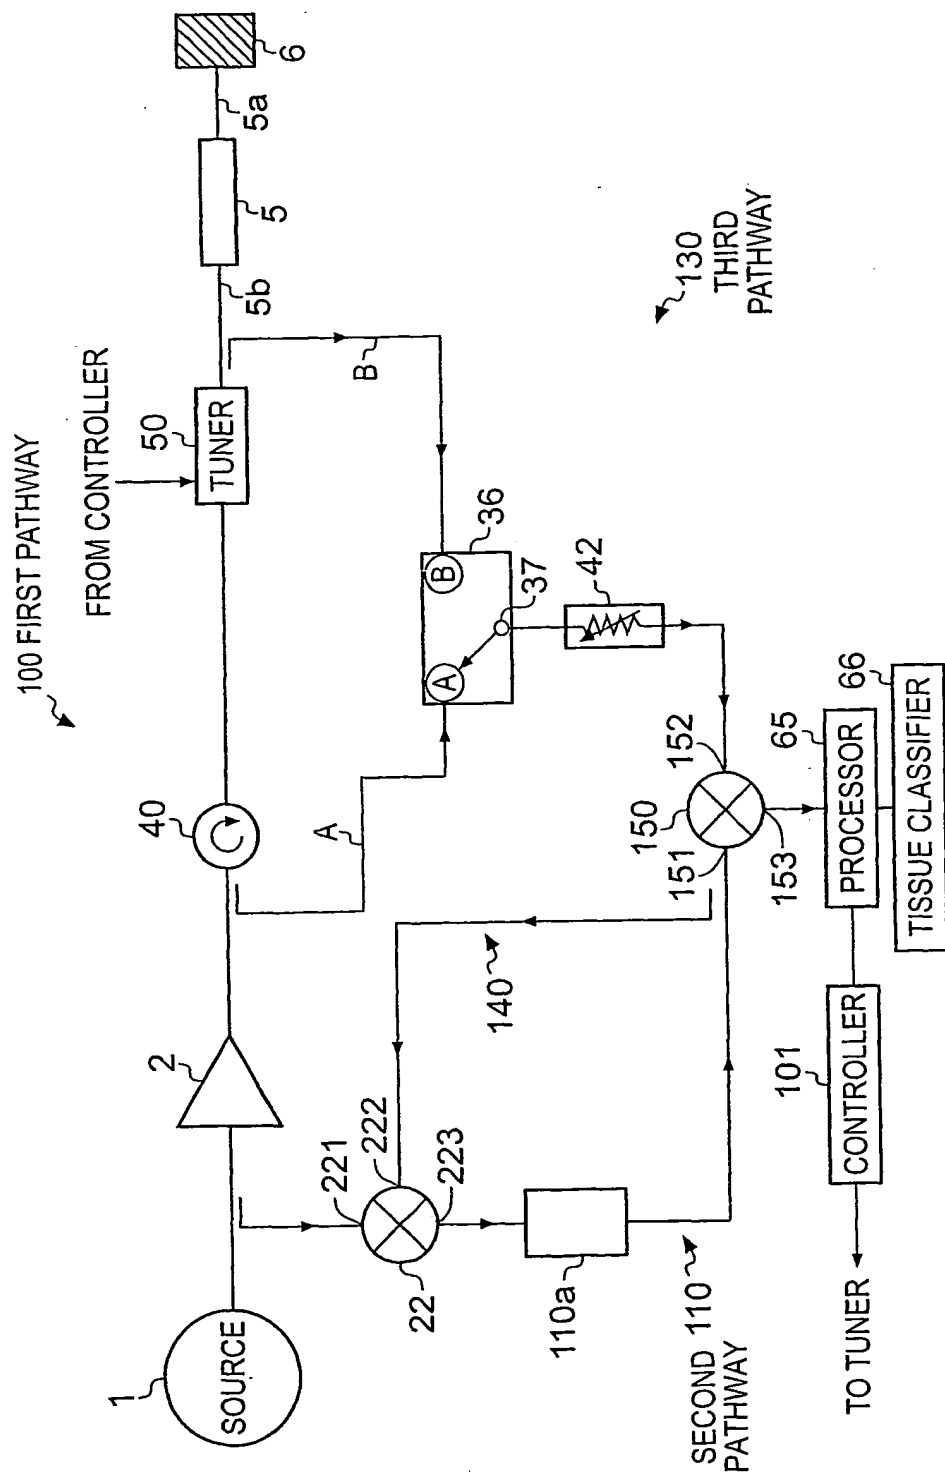 100 FIRST PATHWAY
FROM CONTROLLER
1
SOURCE
2
40
50
TUNER
5b
5
5a
6
A
B
A
B
36
37
42
130
THIRD
PATHWAY
221
222
223
22
140
110a
SECOND 110
PATHWAY
150
151
152
153
65
PROCESSOR
66
TISSUE CLASSIFIER
101
CONTROLLER
TO TUNER